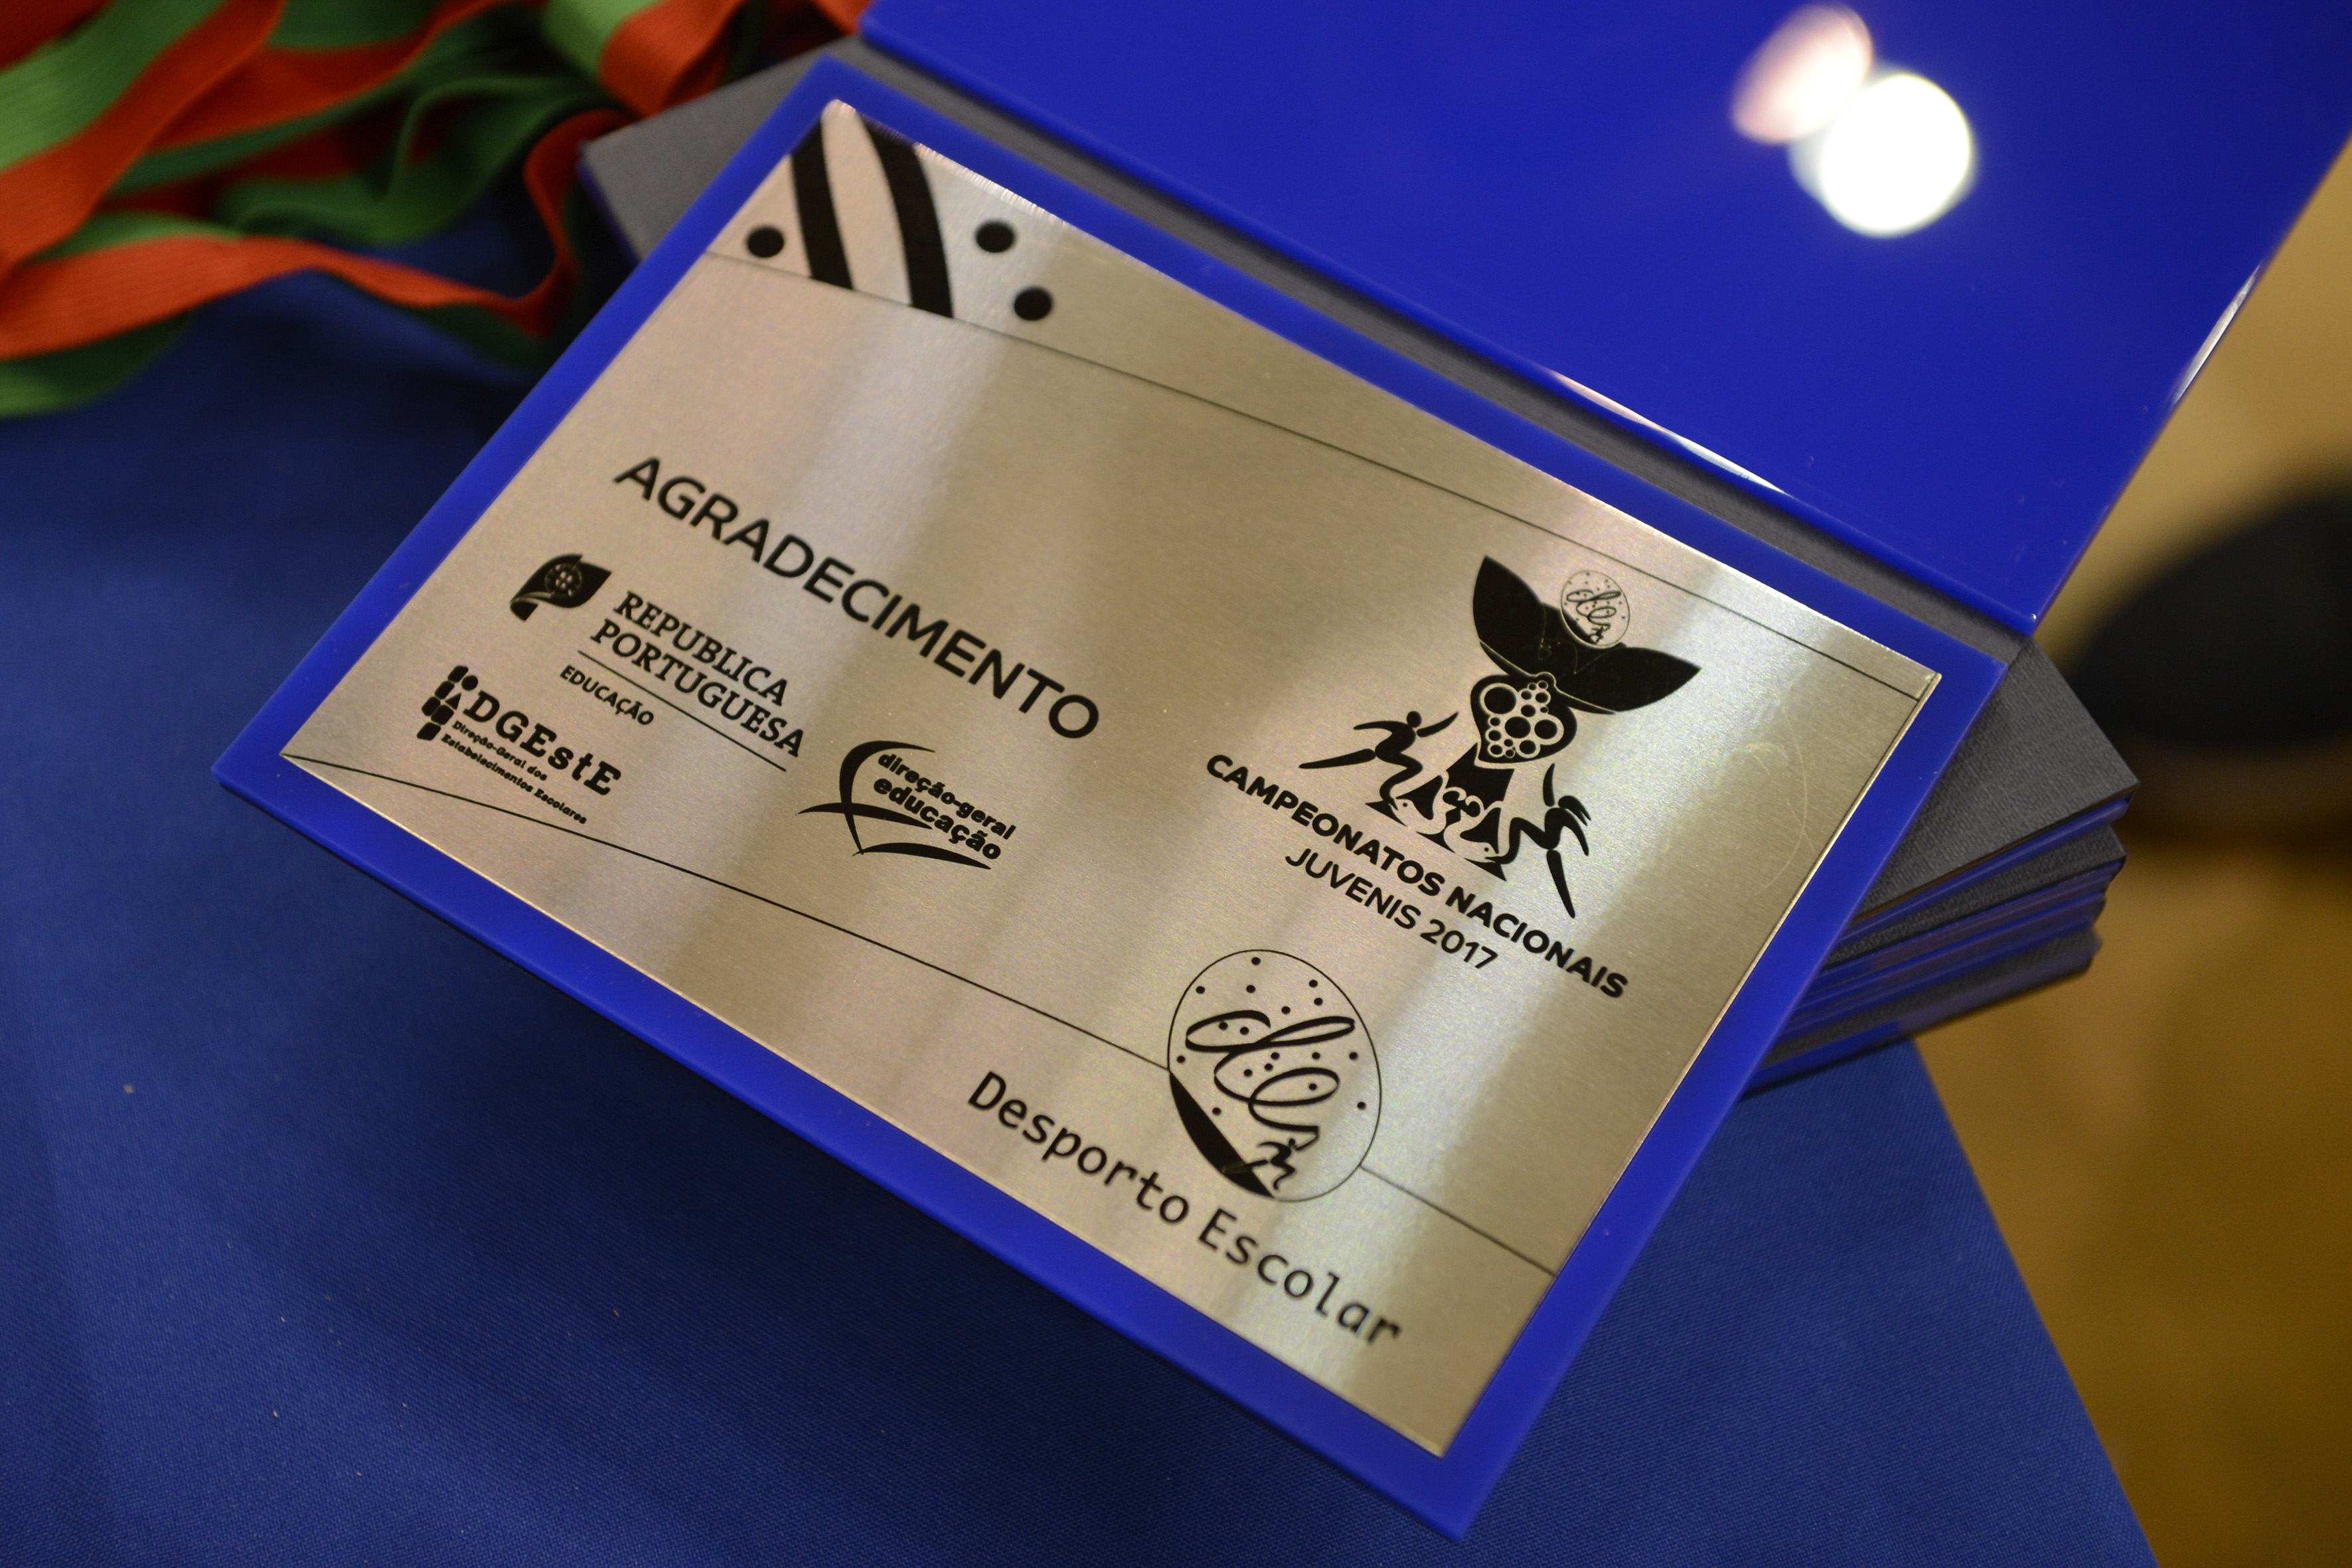 AGRADECIMENTO
REPUBLICA
PORTUGUESA
EDUCAÇÃO
DGEstE
Direção-Geral dos
Estabelecimentos Escolares
direção-geral
educação
CAMPEONATOS NACIONAIS
JUVENIS 2017
de
Desporto Escolar